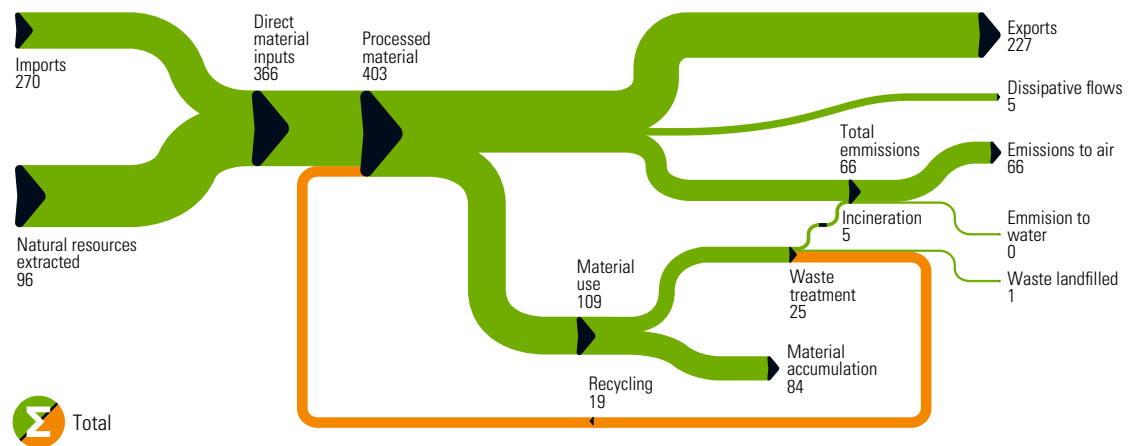 Imports
270
Direct
material
inputs
366
Processed
material
403
Exports
227
Dissipative flows
5
Total
emmissions
66
Emissions to air
66
Natural resources
extracted
96
Incineration
5
Emmision to
water
0
Material
use
109
Waste
treatment
25
Waste landfilled
1
Material
accumulation
84
Recycling
19
Σ
Total